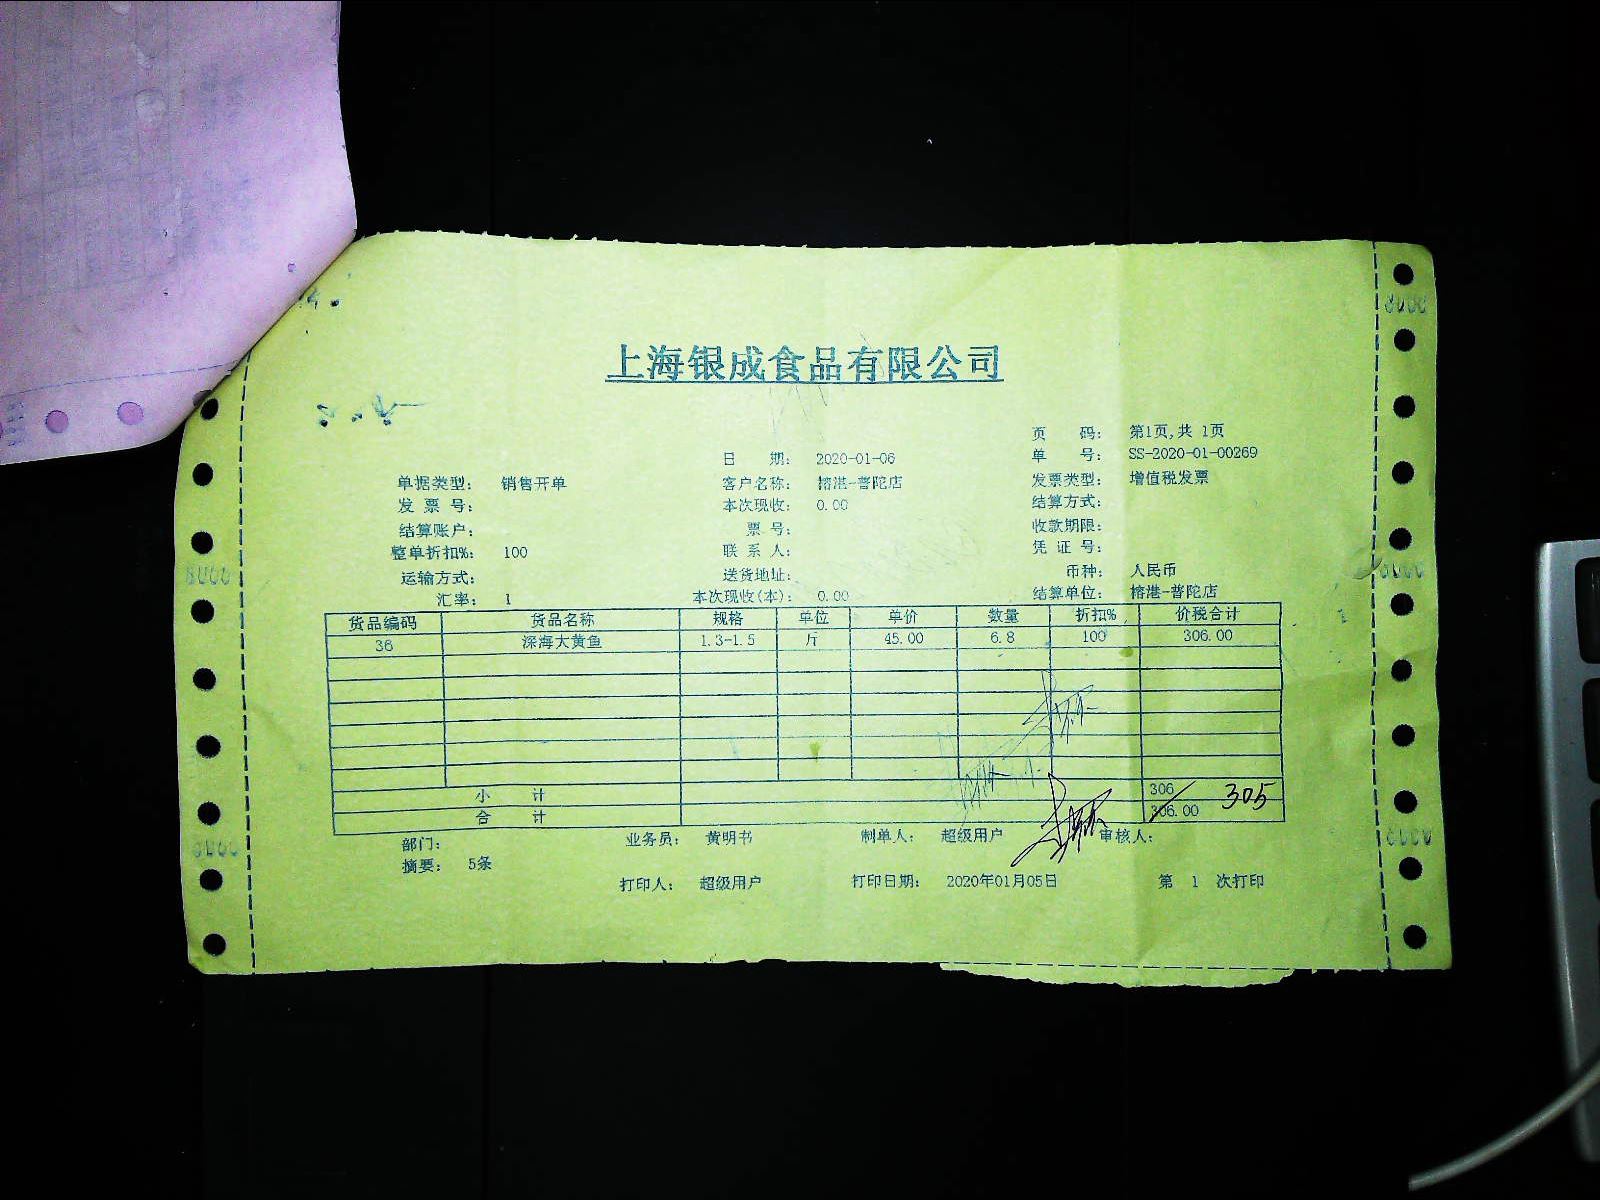 上海银成食品有限公司
页 码： 第1页,共 1页
日 期： 2020-01-06 单 号： SS-2020-01-00269
单据类型： 销售开单 客户名称： 榕港-普陀店 发票类型： 增值税发票
发 票 号： 本次现收： 0.00 结算方式：
结算账户： 票 号： 收款期限：
整单折扣%： 100 联 系 人： 凭 证 号：
运输方式： 送货地址： 币种： 人民币
汇率： 1 本次现收(本)： 0.00 结算单位： 榕港-普陀店
货品编码 货品名称 规格 单位 单价 数量 折扣% 价税合计
36 深海大黄鱼 1.3-1.5 斤 45.00 6.8 100 306.00
小 计 306 305
合 计 306.00
部门： 业务员： 黄明书 制单人： 超级用户 审核人：
摘要： 5条
打印人： 超级用户 打印日期： 2020年01月05日 第 1 次打印